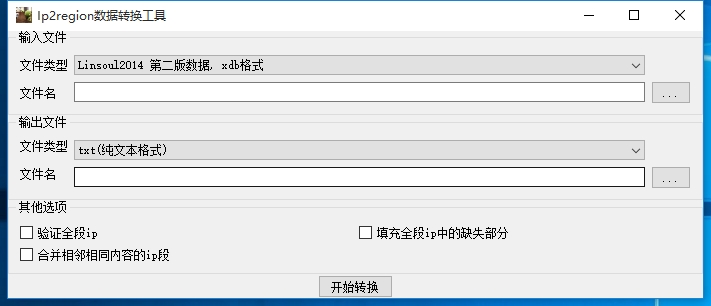 Ip2region数据转换工具
输入文件
文件类型 Linsoul2014 第二版数据, xdb格式
文件名 ...
输出文件
文件类型 txt(纯文本格式)
文件名 ...
其他选项
验证全段ip 填充全段ip中的缺失部分
合并相邻相同内容的ip段
开始转换